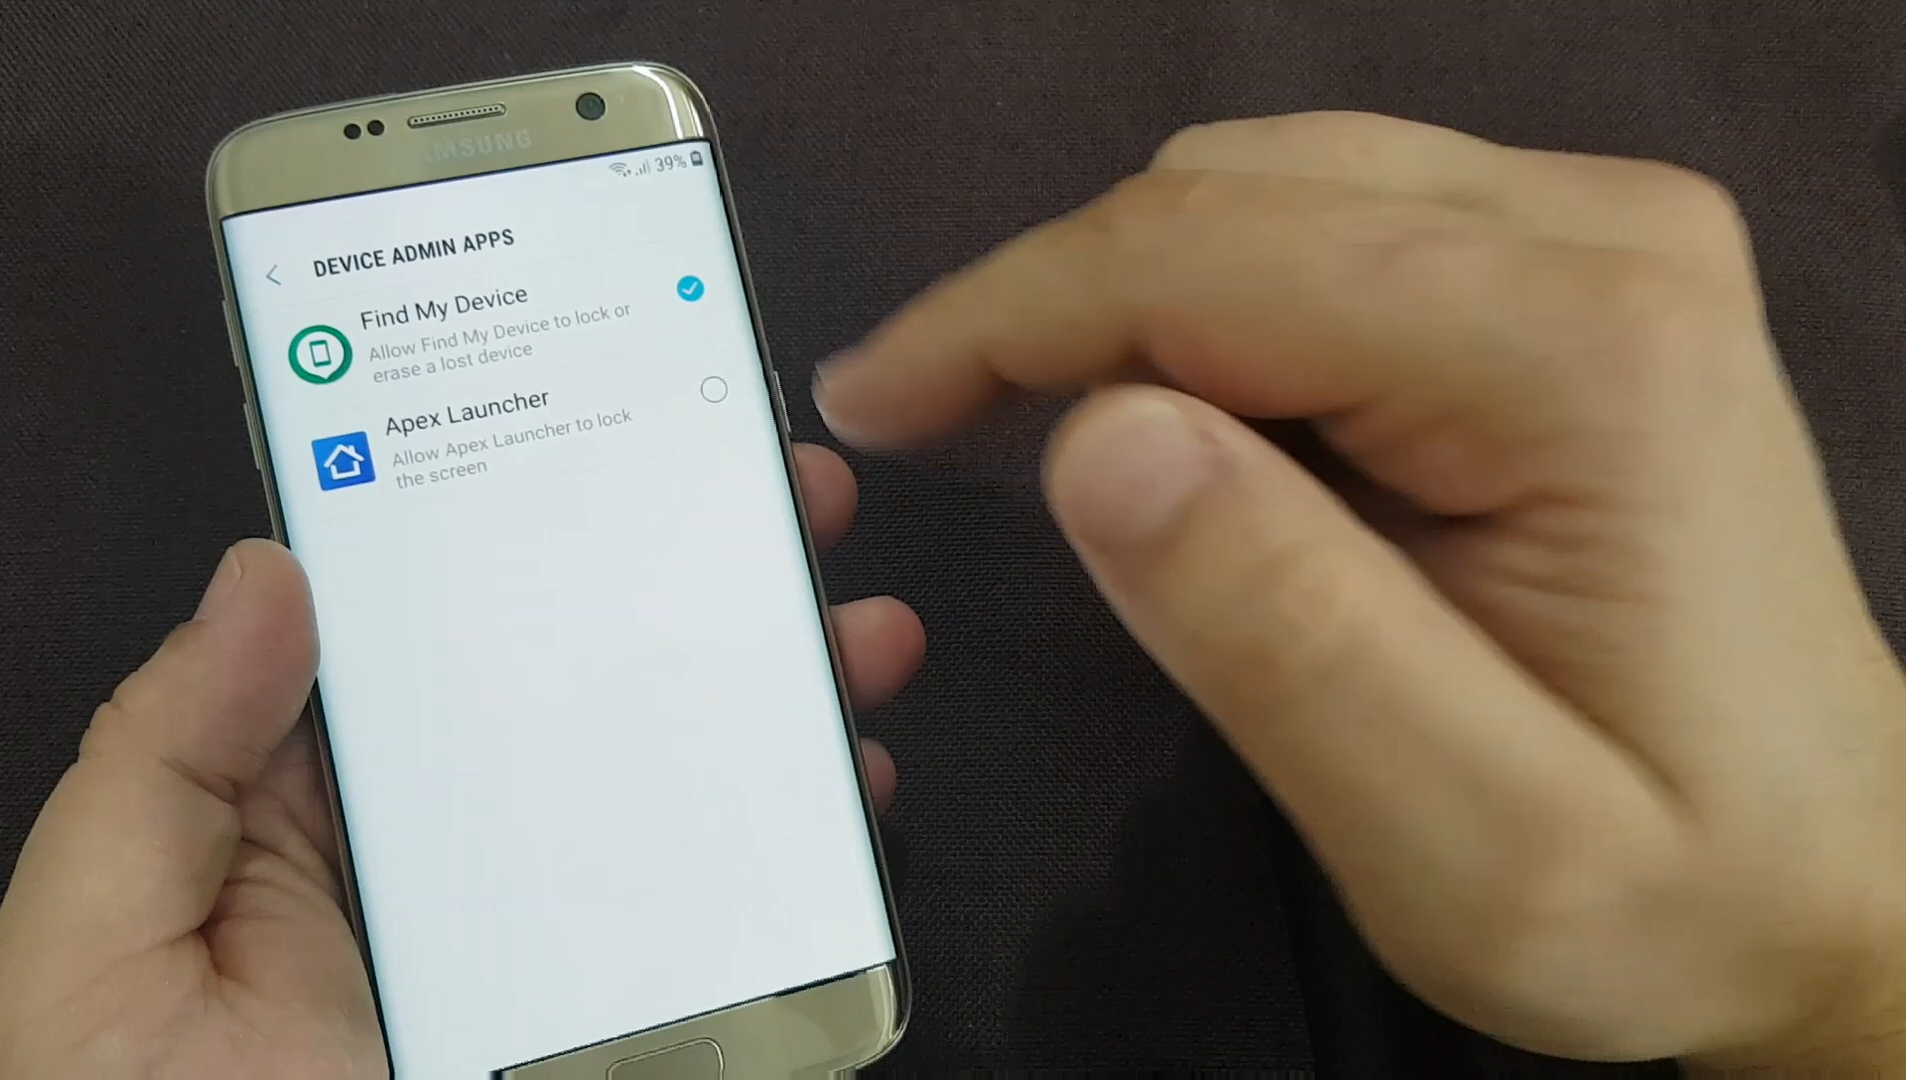 SAMSUNG
39%
DEVICE ADMIN APPS
Find My Device
Allow Find My Device to lock or
erase a lost device
Apex Launcher
Allow Apex Launcher to lock
the screen